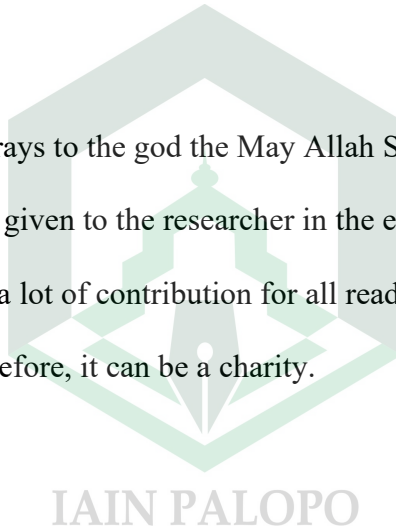 rays to the god the May Allah S
given to the researcher in the e
a lot of contribution for all read
efore, it can be a charity.
IAIN PALOPO